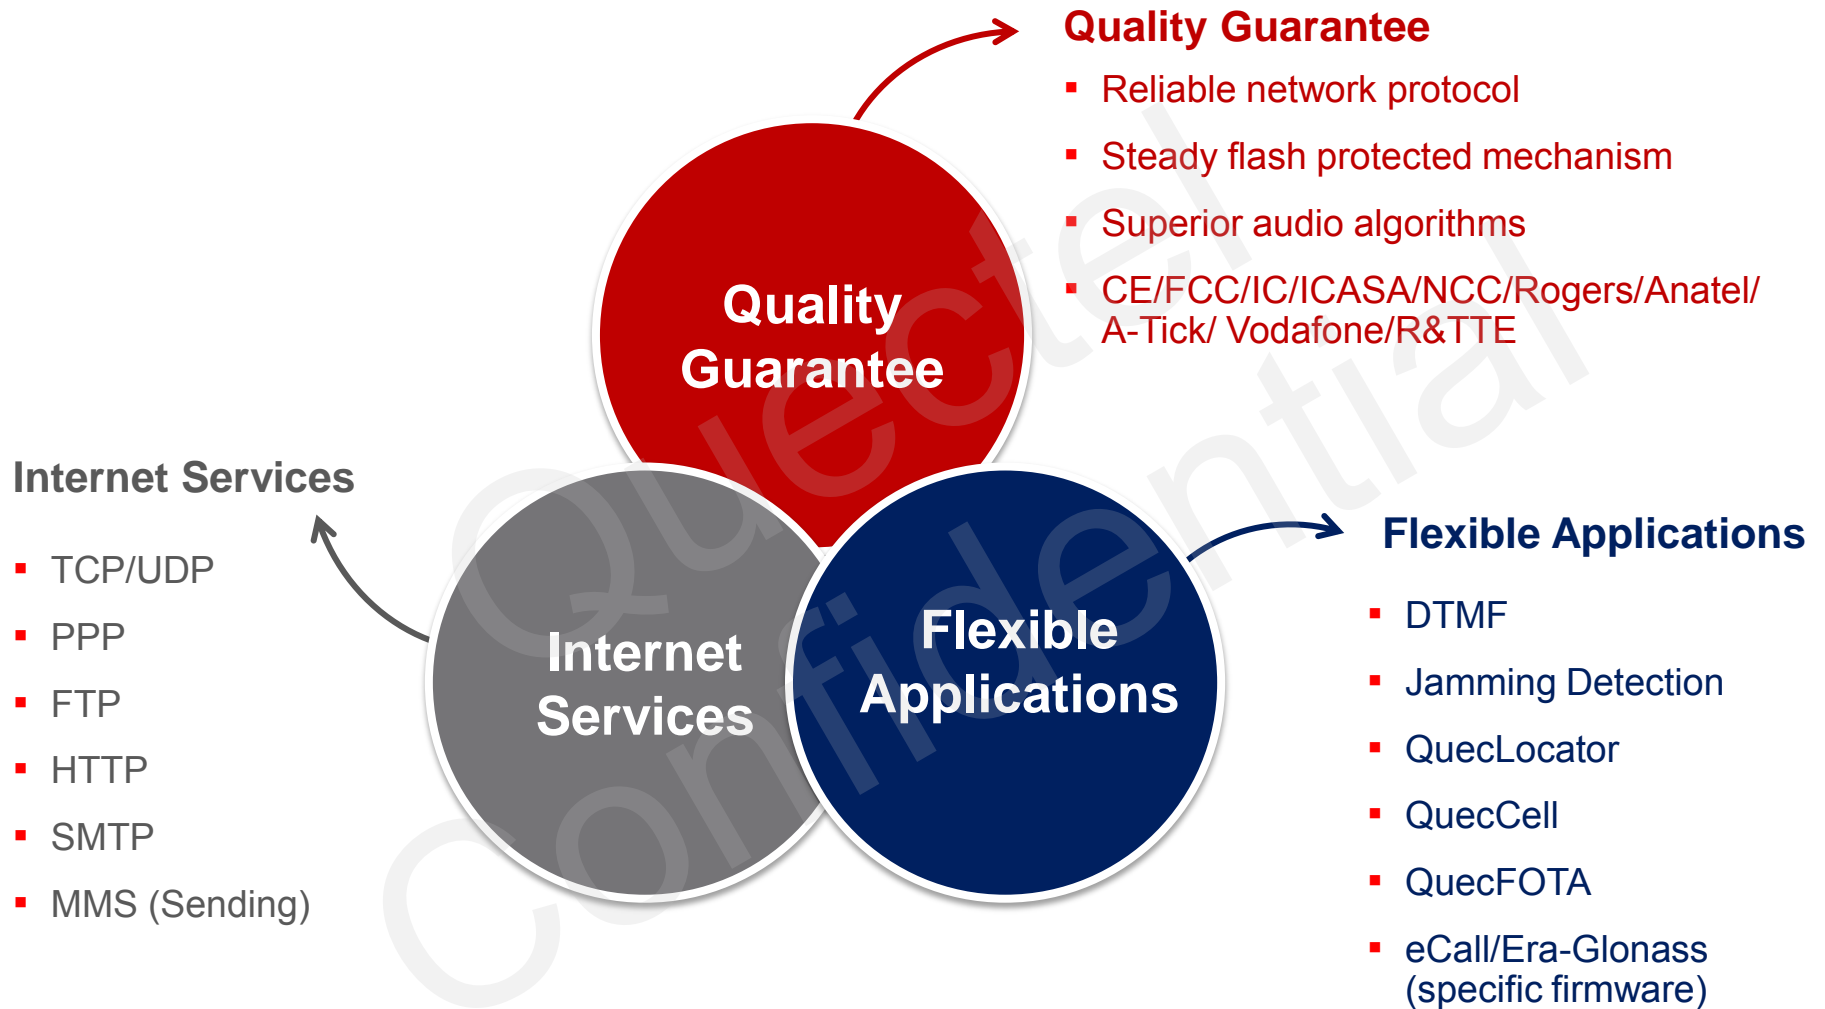 Quality Guarantee
▪ Reliable network protocol
▪ Steady flash protected mechanism
▪ Superior audio algorithms
▪ CE/FCC/IC/ICASA/NCC/Rogers/Anatel/
A-Tick/ Vodafone/R&TTE
Quality
Guarantee
Internet Services
▪ TCP/UDP
▪ PPP
▪ FTP
▪ HTTP
▪ SMTP
▪ MMS (Sending)
Internet
Services
Flexible
Applications
Flexible Applications
▪ DTMF
▪ Jamming Detection
▪ QuecLocator
▪ QuecCell
▪ QuecFOTA
▪ eCall/Era-Glonass
(specific firmware)
Quectel
Confidential